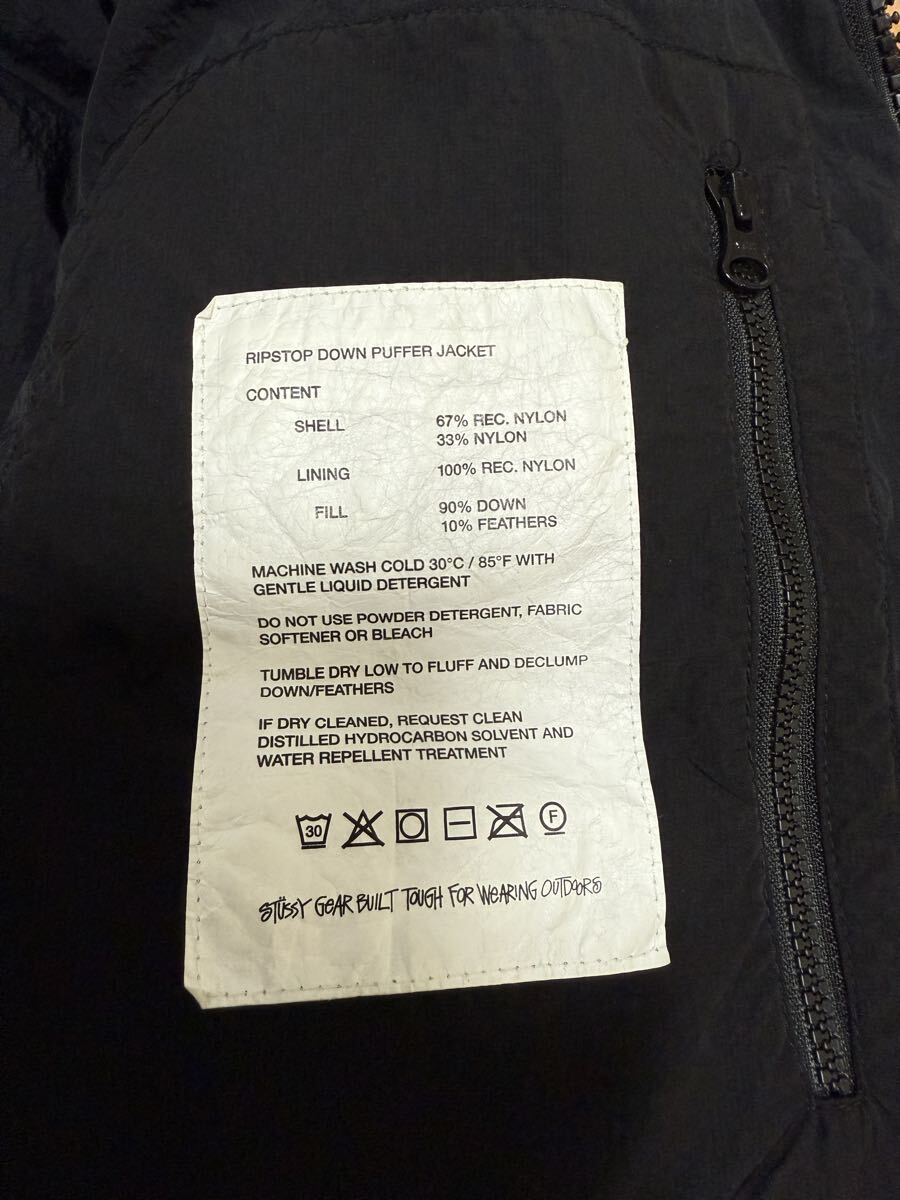 RIPSTOP DOWN PUFFER JACKET
CONTENT
SHELL 67% REC. NYLON
33% NYLON
LINING 100% REC. NYLON
FILL 90% DOWN
10% FEATHERS
MACHINE WASH COLD 30°C / 85°F WITH
GENTLE LIQUID DETERGENT
DO NOT USE POWDER DETERGENT, FABRIC
SOFTENER OR BLEACH
TUMBLE DRY LOW TO FLUFF AND DECLUMP
DOWN/FEATHERS
IF DRY CLEANED, REQUEST CLEAN
DISTILLED HYDROCARBON SOLVENT AND
WATER REPELLENT TREATMENT
30 F
STÜSSY GEAR BUILT TOUGH FOR WEARING OUTDOORS